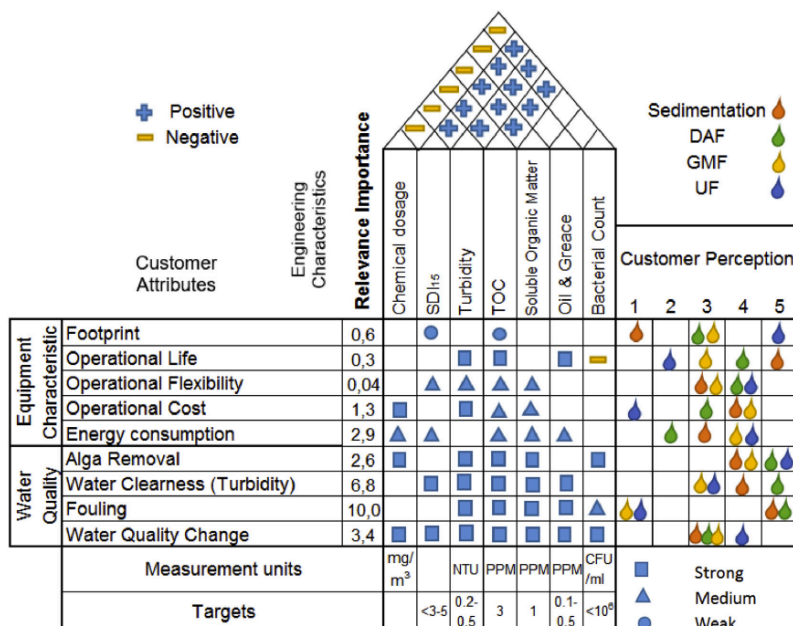 Positive
Negative
Sedimentation
DAF
GMF
UF
Engineering
Characteristics
Customer
Attributes
Relevance Importance
Chemical dosage
SDI15
Turbidity
TOC
Soluble Organic Matter
Oil & Greace
Bacterial Count
Customer Perception
1 2 3 4 5
Equipment
Characteristic
Footprint 0,6
Operational Life 0,3
Operational Flexibility 0,04
Operational Cost 1,3
Energy consumption 2,9
Water
Quality
Alga Removal 2,6
Water Clearness (Turbidity) 6,8
Fouling 10,0
Water Quality Change 3,4
Measurement units mg/ m³ NTU PPM PPM PPM CFU /ml
Targets <3-5 0.2-0.5 3 1 0.1-0.5 <10⁶
Strong
Medium
Weak